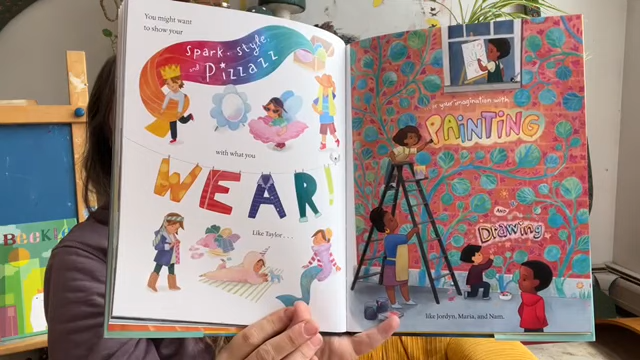 You might want
to show your
spark, style,
and Pizzazz
with what you
WEAR!
Like Taylor . . .
or your imagination with
PAINTING
AND
Drawing
like Jordyn, Maria, and Nam.